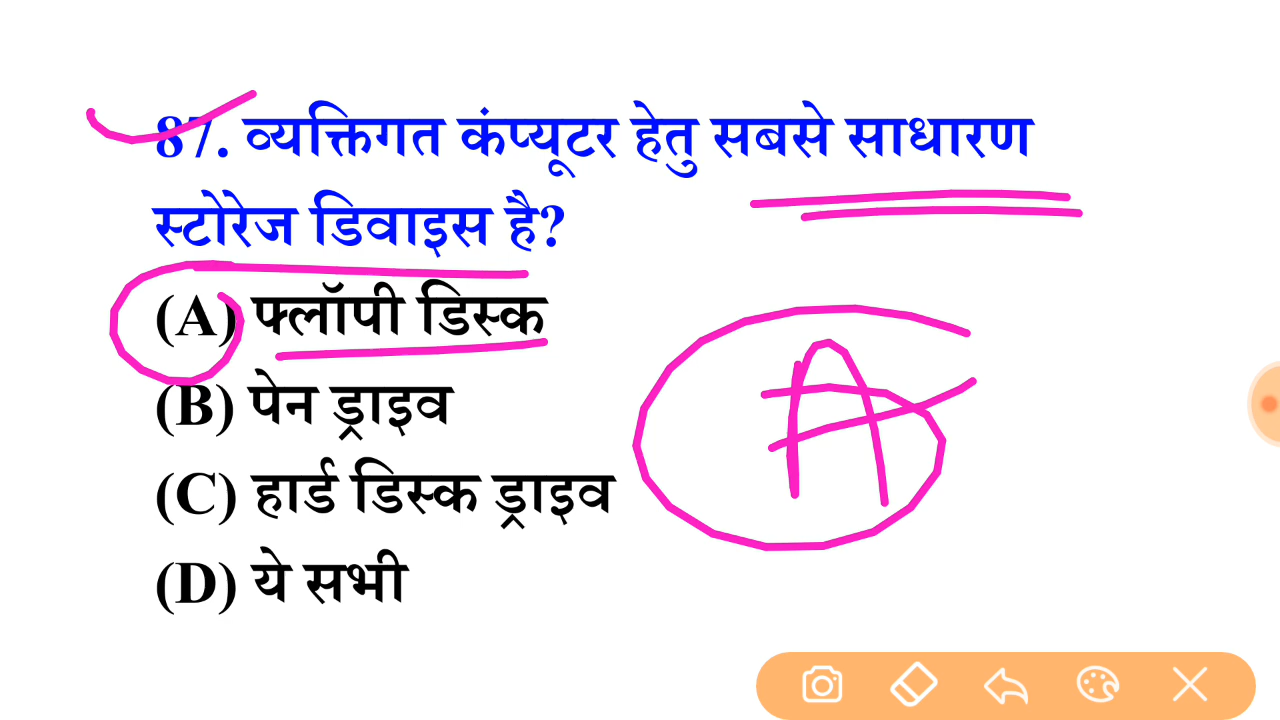 87. व्यक्तिगत कंप्यूटर हेतु सबसे साधारण
स्टोरेज डिवाइस है?
(A) फ्लॉपी डिस्क
(B) पेन ड्राइव
(C) हार्ड डिस्क ड्राइव
(D) ये सभी
A